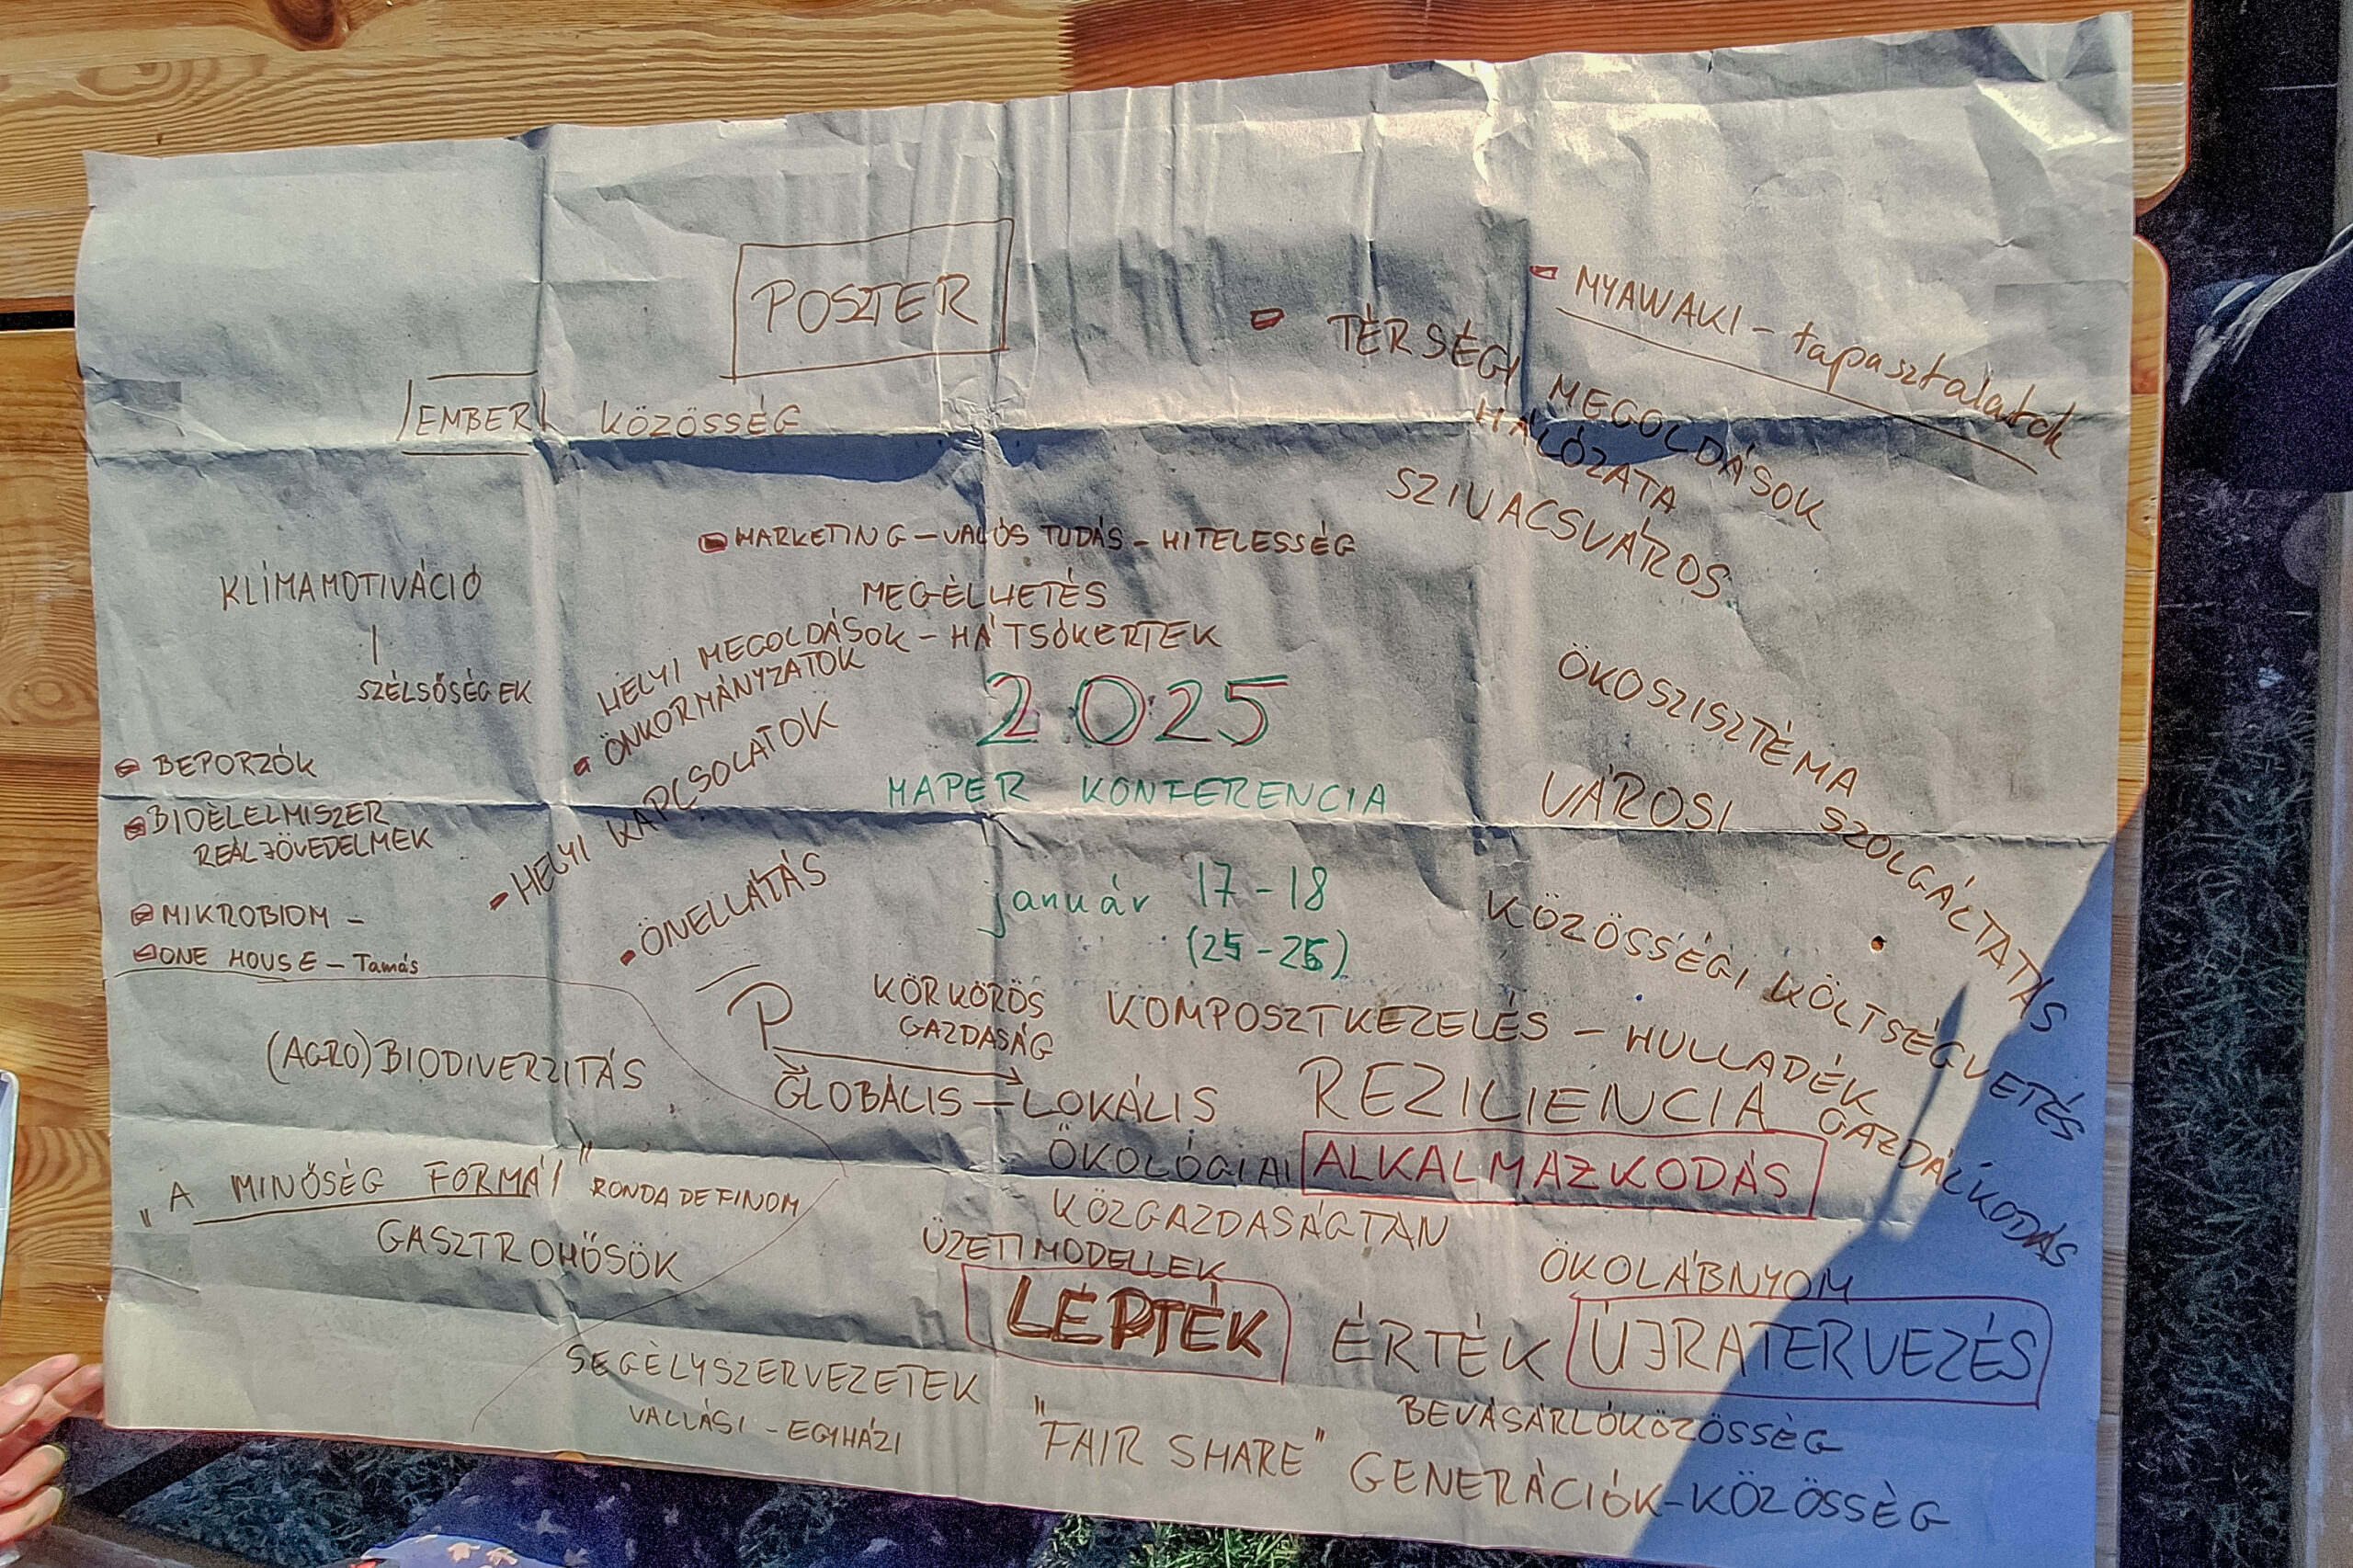 POSZTER
MYAWAKI - tapasztalatok
TÉRSÉGI MEGOLDÁSOK
HÁLÓZATA
EMBER KÖZÖSSÉG
SZIVACSVÁROS
MARKETING - VALÓS TUDÁS - HITELESSÉG
KLÍMAMOTIVÁCIÓ
SZÉLSŐSÉGEK
MEGÉLHETÉS
HELYI MEGOLDÁSOK - HÁTSÓKERTEK
ÖNKORMÁNYZATOK
HELYI KAPCSOLATOK
ÖNELLÁTÁS
2025
MAPER KONFERENCIA
január 17-18
(25-26)
ÖKOSZISZTÉMA SZOLGÁLTATÁS
VÁROSI
KÖZÖSSÉGI KÖLTSÉGVETÉS
BEPORZÓK
BIOÉLELMISZER
REÁLJÖVEDELMEK
MIKROBIOM -
ONE HOUSE - Tamás
(AGRO)BIODIVERZITÁS
P
KÖRKÖRÖS
GAZDASÁG
KOMPOSZTKEZELÉS - HULLADÉK
GAZDÁLKODÁS
GLOBÁLIS - LOKÁLIS
REZILIENCIA
ÖKOLÓGIAI ALKALMAZKODÁS
KÖZGAZDASÁGTAN
"A MINŐSÉG FORMÁI" RONDA DE FINOM
GASZTROHŐSÖK
ÜZETI MODELLEK
ÖKOLÁBNYOM
LÉPTÉK ÉRTÉK ÚJRATERVEZÉS
SEGÉLYSZERVEZETEK
VALLÁSI - EGYHÁZI
"FAIR SHARE"
BEVÁSÁRLÓKÖZÖSSÉG
GENERÁCIÓK-KÖZÖSSÉG